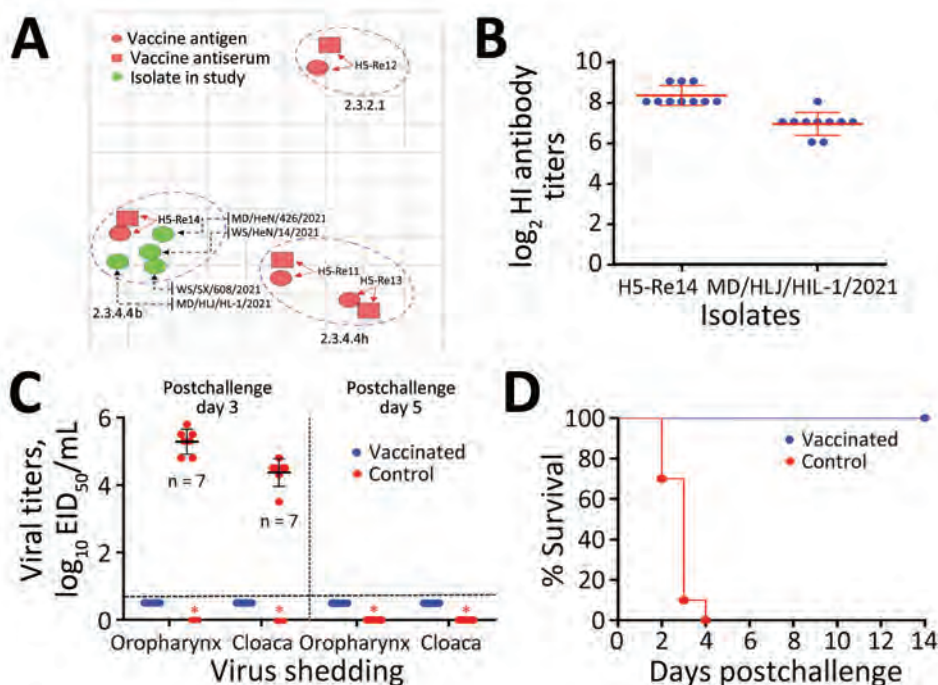 A
Vaccine antigen
Vaccine antiserum
Isolate in study
H5-Re12
2.3.2.1
H5-Re14
MD/HeN/426/2021
WS/HeN/14/2021
H5-Re11
H5-Re13
WS/SX/608/2021
MD/HLJ/HL-1/2021
2.3.4.4b
2.3.4.4h
B
log2 HI antibody
titers
10
8
6
4
2
0
H5-Re14 MD/HLJ/HIL-1/2021
Isolates
C
Postchallenge
day 3
Postchallenge
day 5
Viral titers,
log10 EID50/mL
6
4
2
0
Vaccinated
Control
n = 7
n = 7
* * * *
Oropharynx Cloaca Oropharynx Cloaca
Virus shedding
D
% Survival
100
80
60
40
20
0
Vaccinated
Control
0 2 4 6 8 10 12 14
Days postchallenge